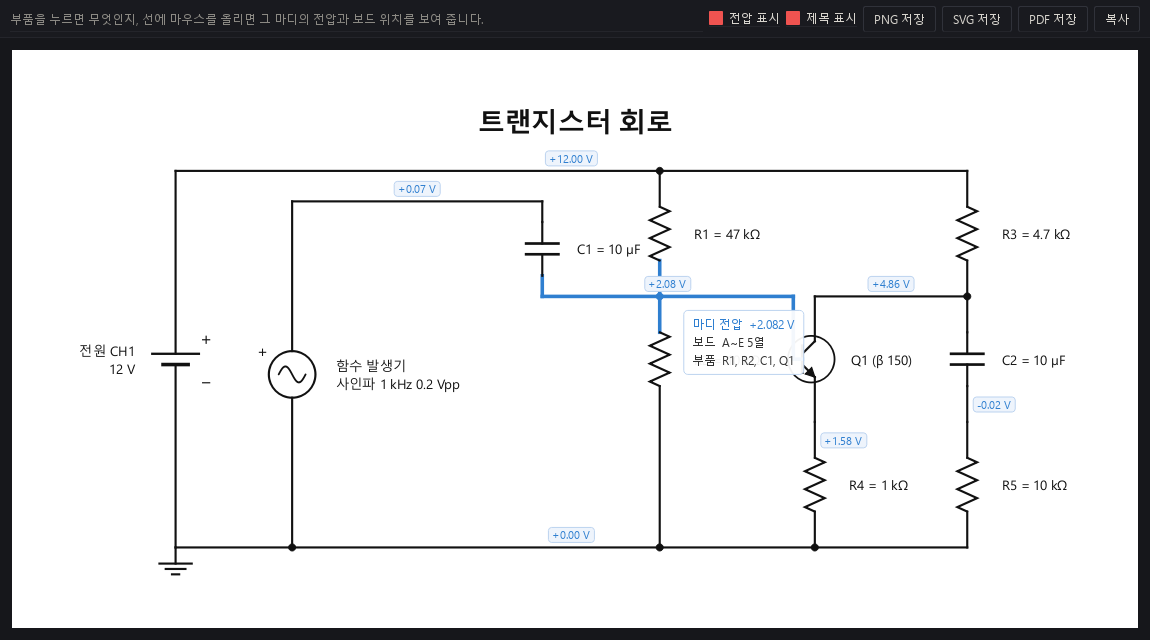 부품을 누르면 무엇인지, 선에 마우스를 올리면 그 마디의 전압과 보드 위치를 보여 줍니다.
전압 표시 제목 표시 PNG 저장 SVG 저장 PDF 저장 복사
트랜지스터 회로
+12.00 V
+0.07 V
R1 = 47 kΩ
R3 = 4.7 kΩ
C1 = 10 µF
+2.08 V
+4.86 V
마디 전압 +2.082 V
보드 A~E 5열
부품 R1, R2, C1, Q1
전원 CH1
12 V
+
−
+
함수 발생기
사인파 1 kHz 0.2 Vpp
Q1 (β 150)
C2 = 10 µF
-0.02 V
+1.58 V
R4 = 1 kΩ
R5 = 10 kΩ
+0.00 V